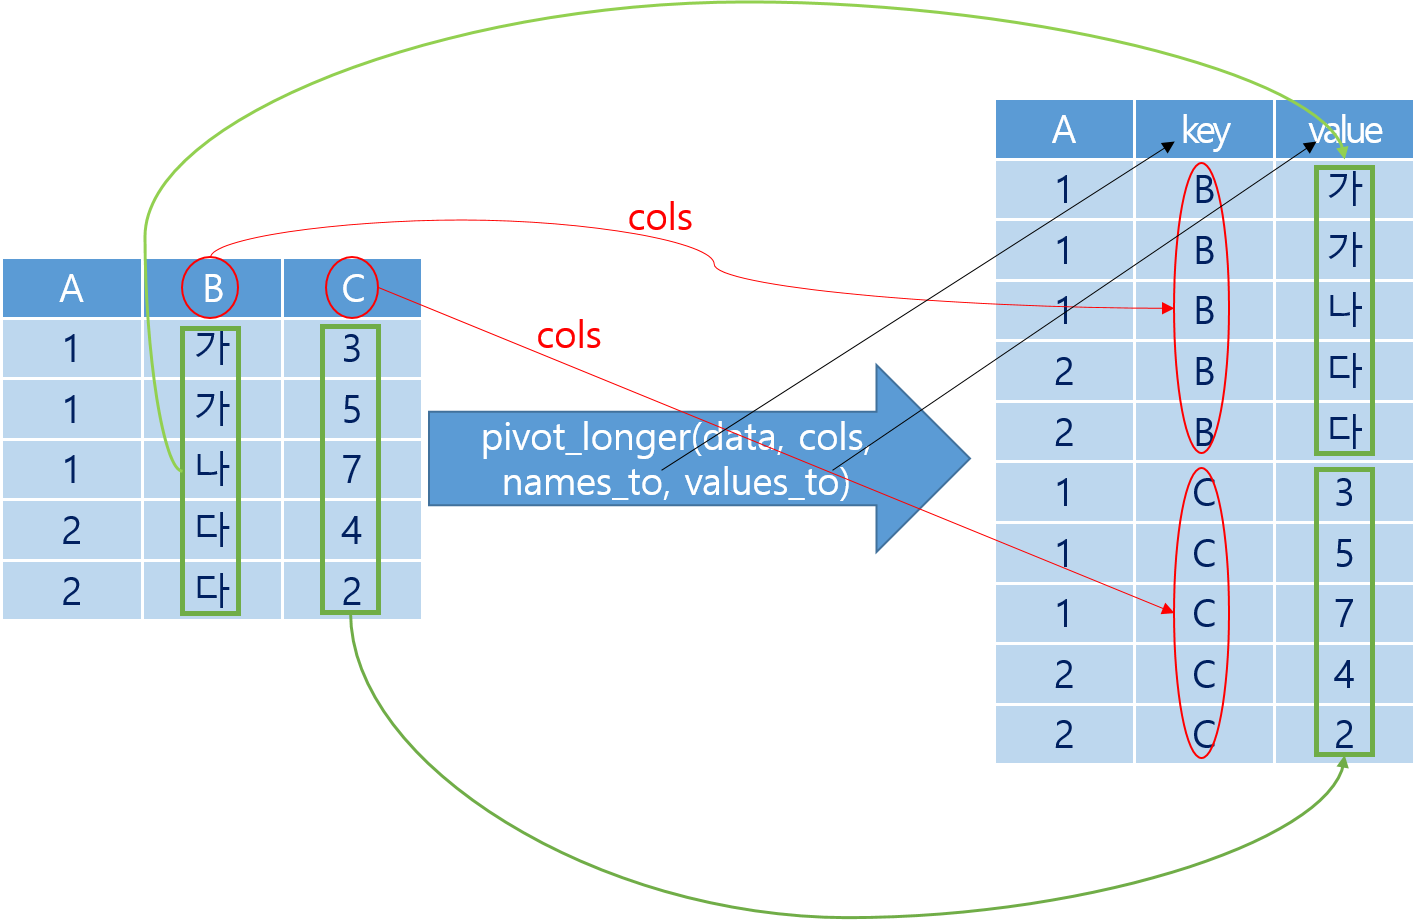 A B C
1 가 3
1 가 5
1 나 7
2 다 4
2 다 2
cols
cols
pivot_longer(data, cols,
names_to, values_to)
A key value
1 B 가
1 B 가
1 B 나
2 B 다
2 B 다
1 C 3
1 C 5
1 C 7
2 C 4
2 C 2